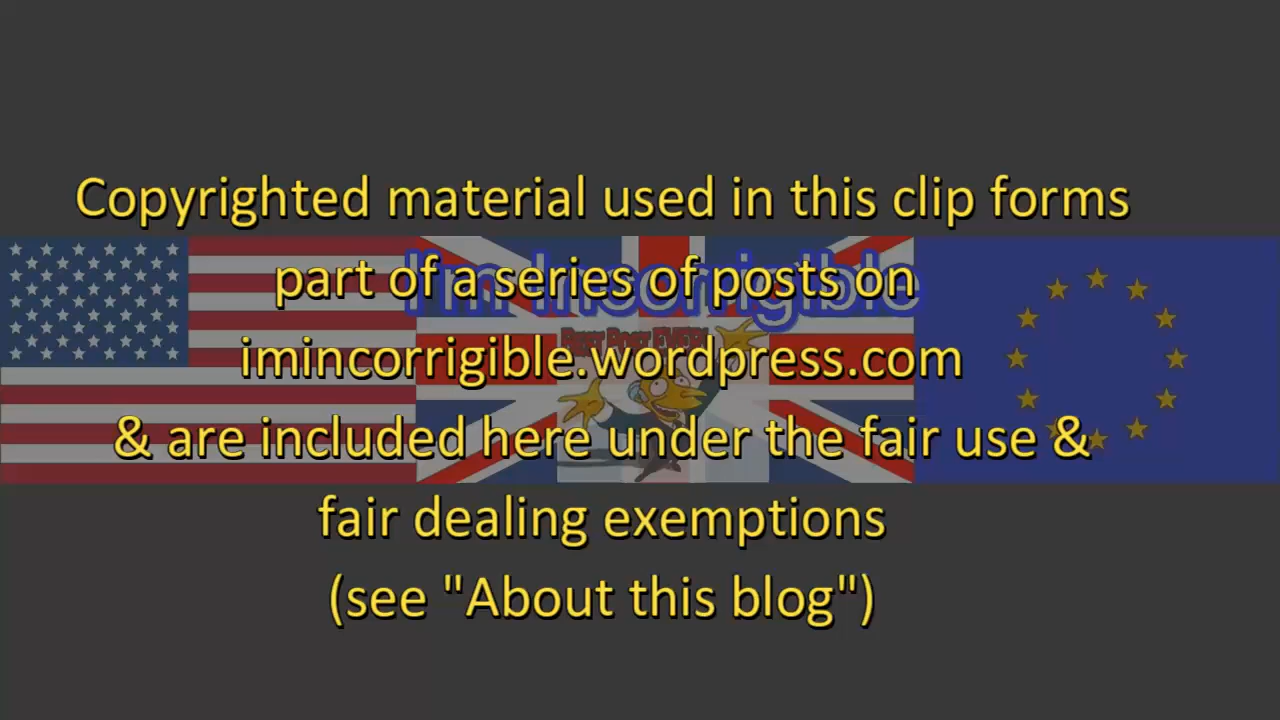 Copyrighted material used in this clip forms
I'm Incorrigible
part of a series of posts on
imincorrigible.wordpress.com
& are included here under the fair use &
fair dealing exemptions
(see "About this blog")